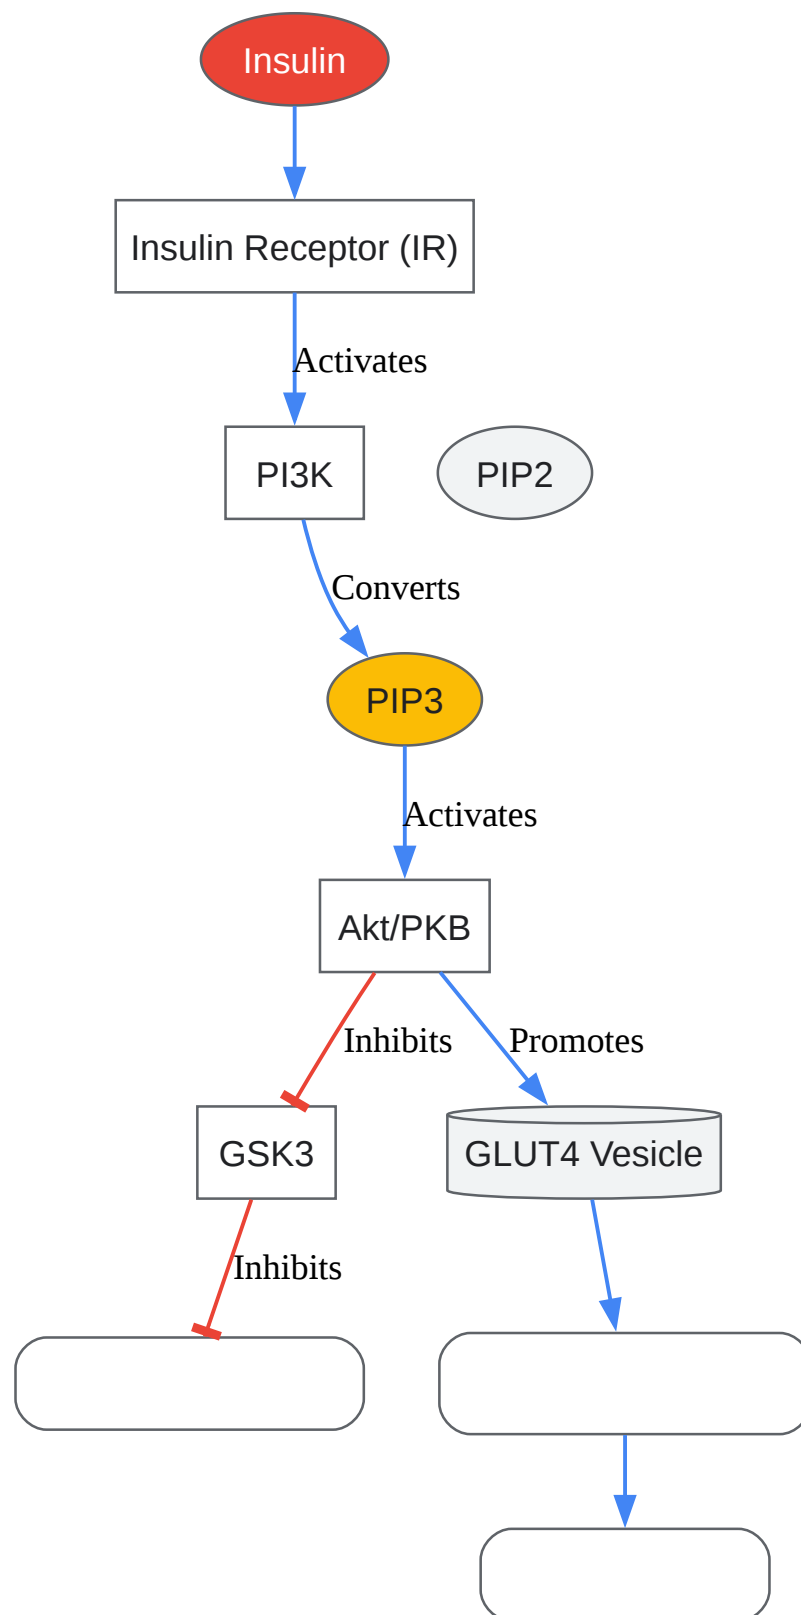 Insulin
Insulin Receptor (IR)
Activates
PI3K
PIP2
Converts
PIP3
Activates
Akt/PKB
Inhibits
Promotes
GSK3
GLUT4 Vesicle
Inhibits